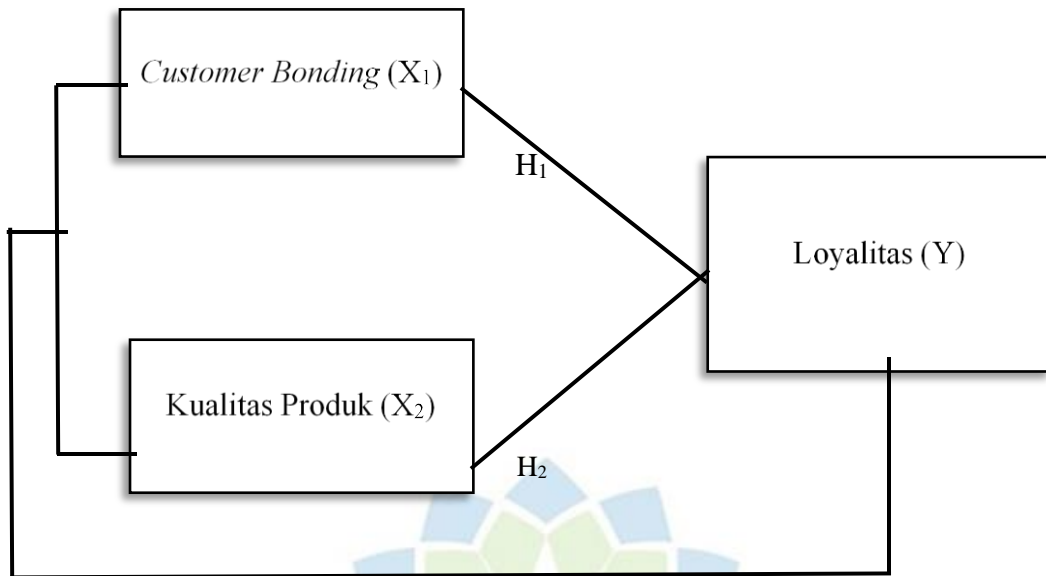 Customer Bonding (X₁)
H₁
Loyalitas (Y)
Kualitas Produk (X₂)
H₂